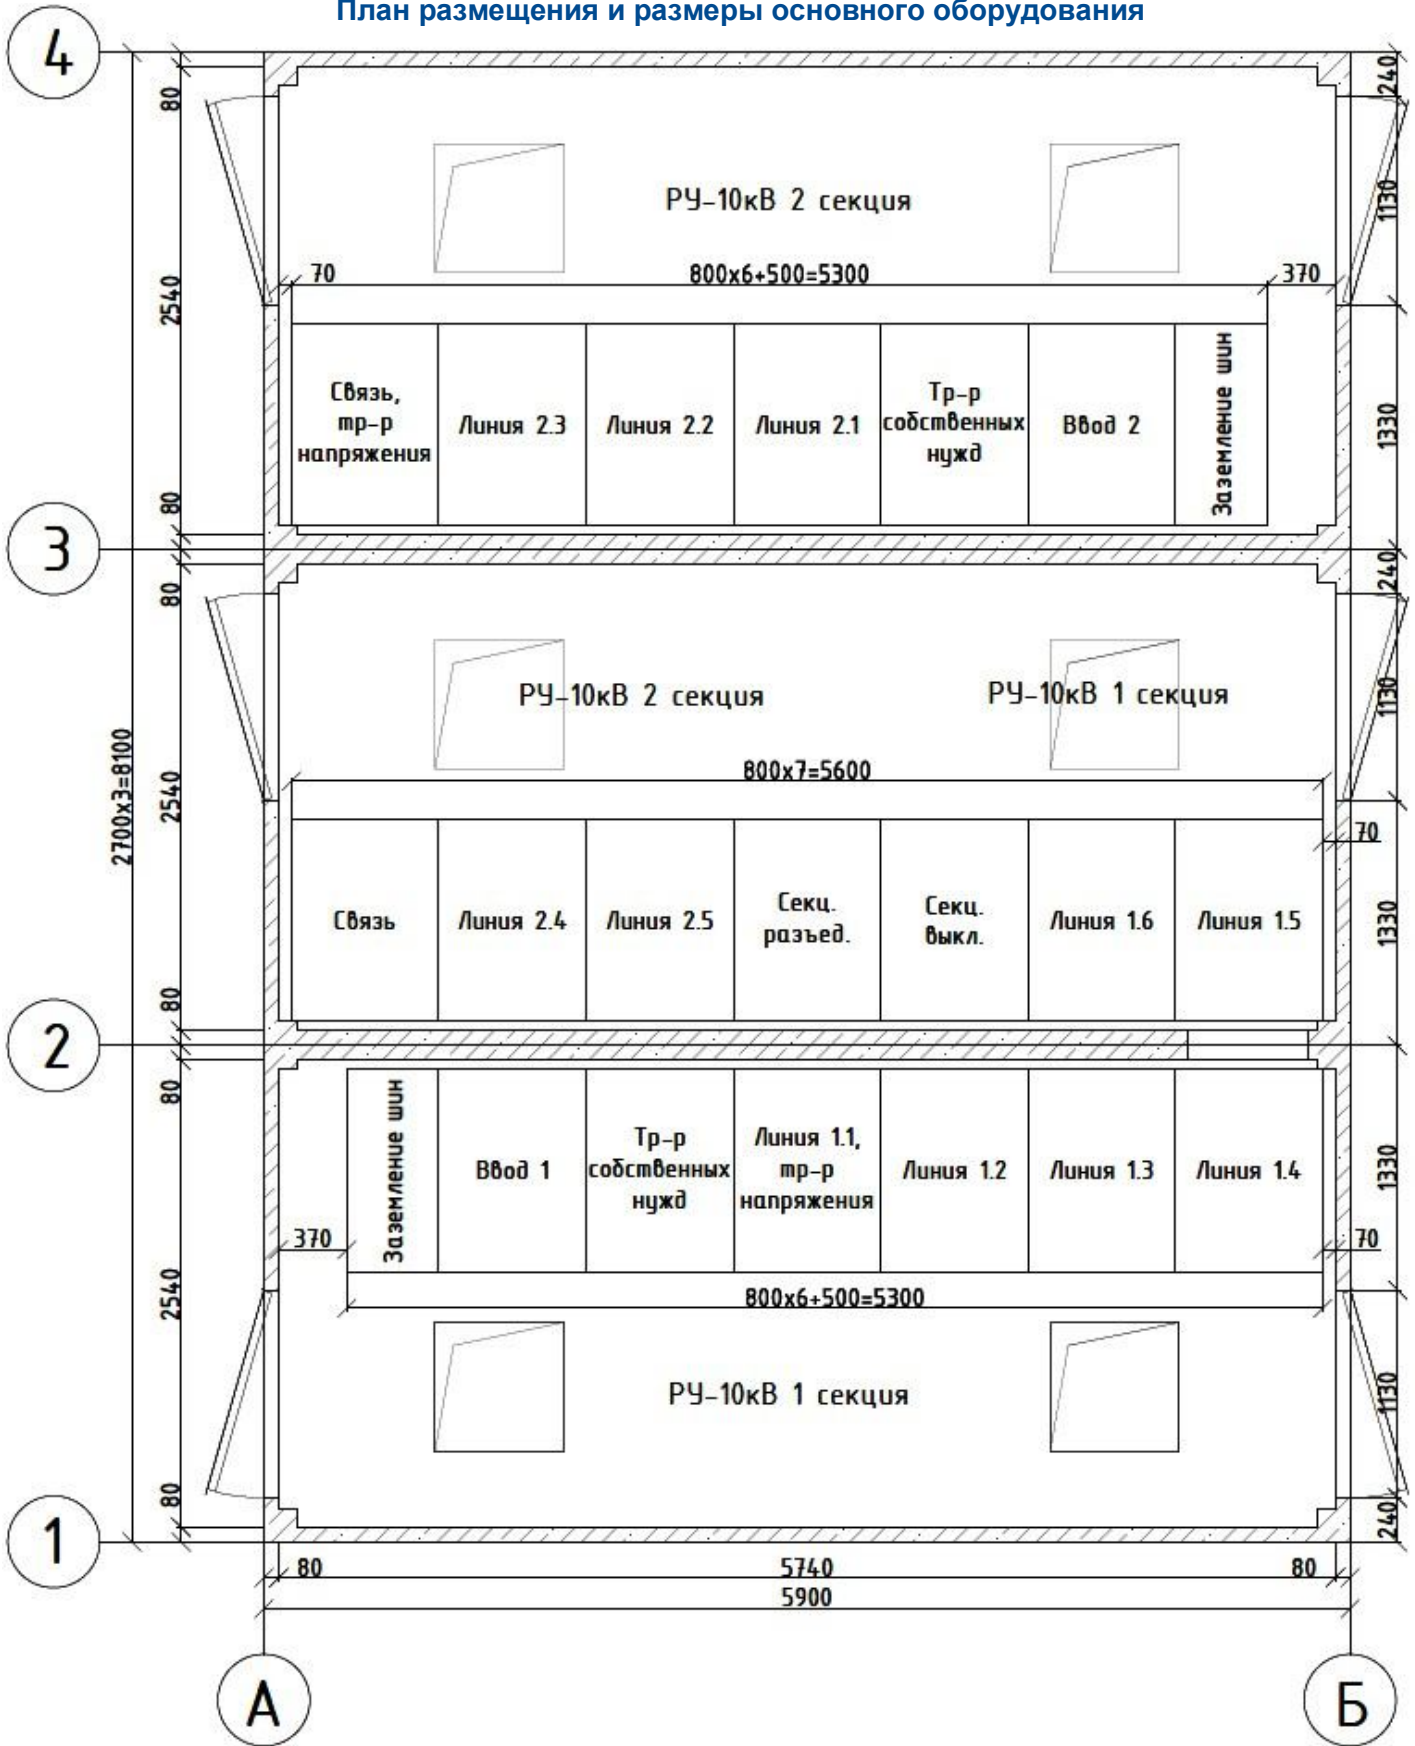 План размещения и размеры основного оборудования
4
80
240
РУ-10кВ 2 секция
1130
70
800х6+500=5300
370
2540
Связь,
тр-р
напряжения
Линия 2.3
Линия 2.2
Линия 2.1
Тр-р
собственных
нужд
Ввод 2
Заземление шин
1330
80
3
80
240
РУ-10кВ 2 секция
РУ-10кВ 1 секция
1130
2700х3=8100
2540
800х7=5600
70
Связь
Линия 2.4
Линия 2.5
Секц.
разъед.
Секц.
выкл.
Линия 1.6
Линия 1.5
1330
80
2
80
Заземление шин
Ввод 1
Тр-р
собственных
нужд
Линия 1.1,
тр-р
напряжения
Линия 1.2
Линия 1.3
Линия 1.4
1330
370
70
2540
800х6+500=5300
РУ-10кВ 1 секция
1130
80
240
1
80
5740
80
5900
А
Б